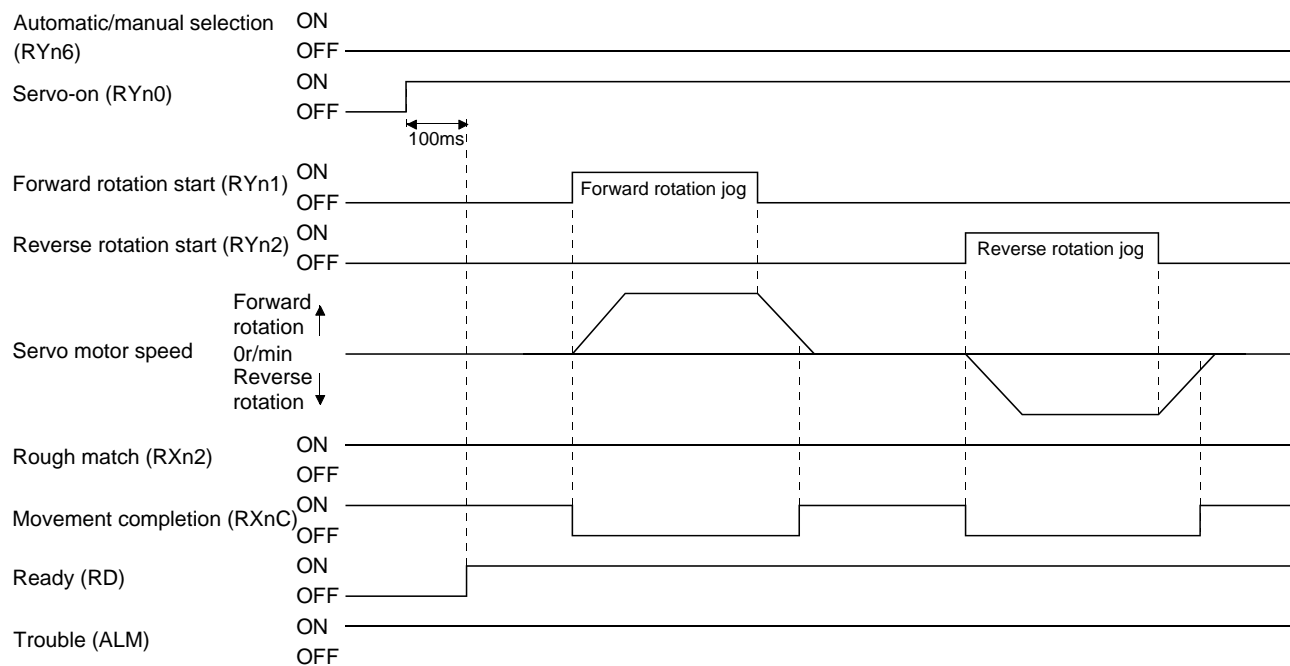 Automatic/manual selection ON
(RYn6) OFF
Servo-on (RYn0) ON
OFF
100ms
Forward rotation start (RYn1) ON
OFF
Forward rotation jog
Reverse rotation start (RYn2) ON
OFF
Reverse rotation jog
Servo motor speed
Forward
rotation
0r/min
Reverse
rotation
Rough match (RXn2) ON
OFF
Movement completion (RXnC) ON
OFF
Ready (RD) ON
OFF
Trouble (ALM) ON
OFF